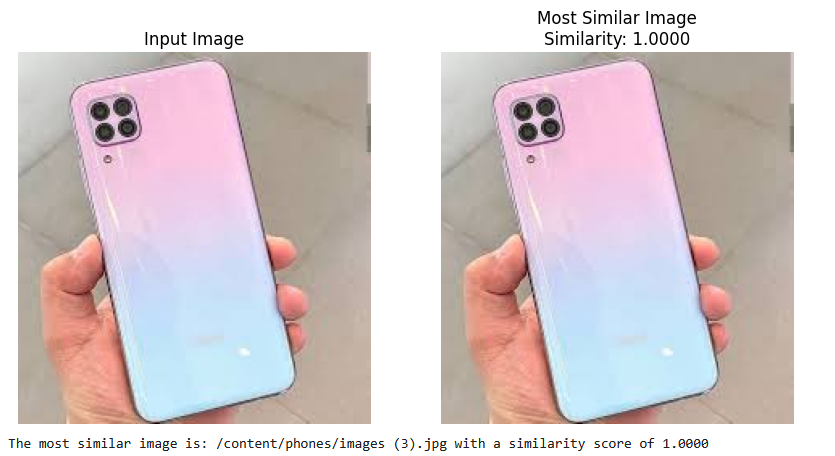 Input Image
Most Similar Image
Similarity: 1.0000
The most similar image is: /content/phones/images (3).jpg with a similarity score of 1.0000